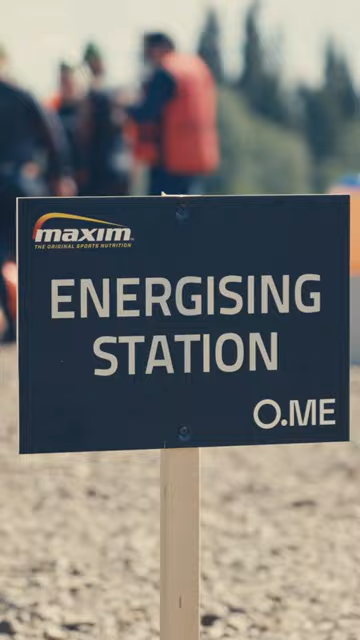 maxim
THE ORIGINAL SPORTS NUTRITION
ENERGISING
STATION
O.ME